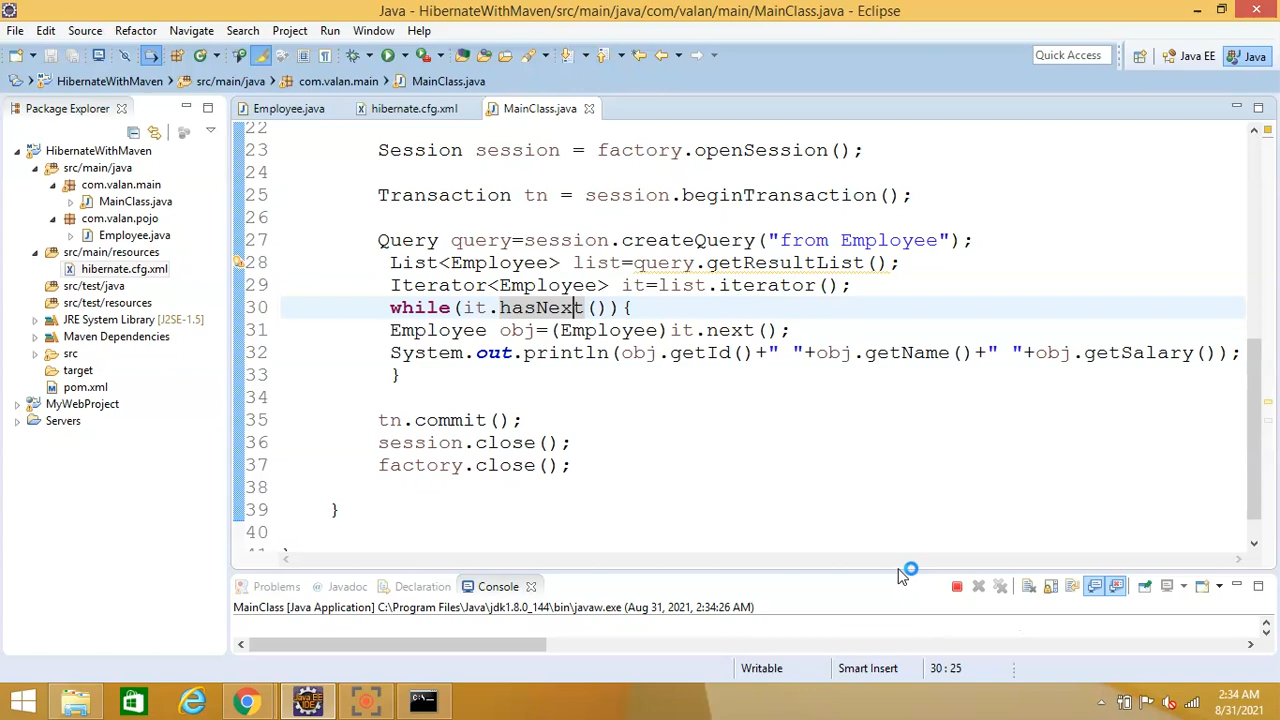 Java - HibernateWithMaven/src/main/java/com/valan/main/MainClass.java - Eclipse
File Edit Source Refactor Navigate Search Project Run Window Help
Quick Access Java EE Java
HibernateWithMaven src/main/java com.valan.main MainClass.java
Package Explorer
HibernateWithMaven
src/main/java
com.valan.main
MainClass.java
com.valan.pojo
Employee.java
src/main/resources
hibernate.cfg.xml
src/test/java
src/test/resources
JRE System Library [J2SE-1.5]
Maven Dependencies
src
target
pom.xml
MyWebProject
Servers
Employee.java hibernate.cfg.xml MainClass.java
22
23 Session session = factory.openSession();
24
25 Transaction tn = session.beginTransaction();
26
27 Query query=session.createQuery("from Employee");
28 List<Employee> list=query.getResultList();
29 Iterator<Employee> it=list.iterator();
30 while(it.hasNext()){
31 Employee obj=(Employee)it.next();
32 System.out.println(obj.getId()+" "+obj.getName()+" "+obj.getSalary());
33 }
34
35 tn.commit();
36 session.close();
37 factory.close();
38
39 }
40
Problems Javadoc Declaration Console
MainClass [Java Application] C:\Program Files\Java\jdk1.8.0_144\bin\javaw.exe (Aug 31, 2021, 2:34:26 AM)
Writable Smart Insert 30 : 25
2:34 AM
8/31/2021